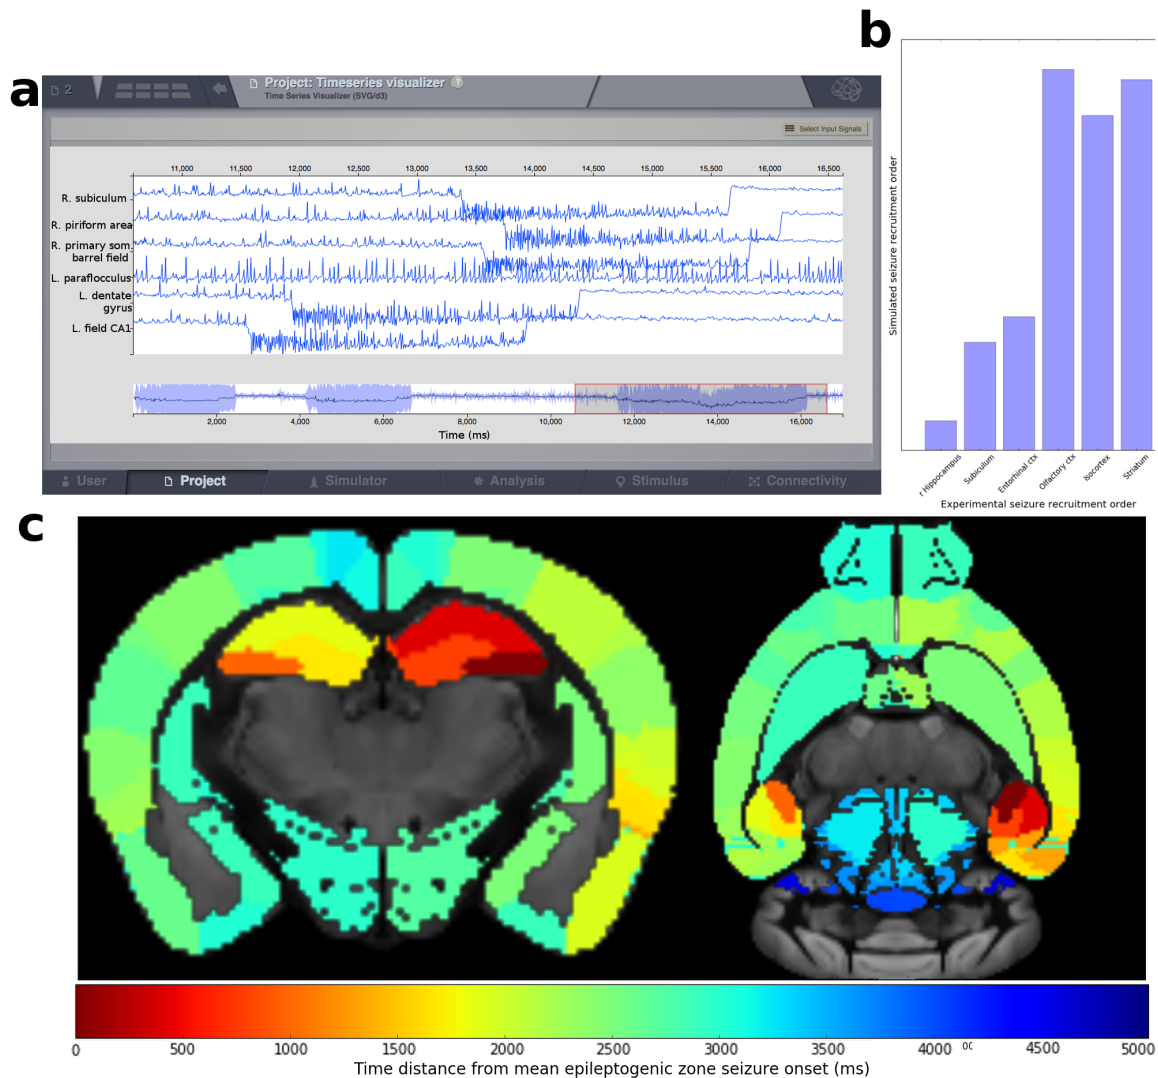 a
b
2
Project: Timeseries visualizer ?
Time Series Visualizer (SVG/d3)
Select Input Signals
11,000 11,500 12,000 12,500 13,000 13,500 14,000 14,500 15,000 15,500 16,000 16,500
R. subiculum
R. piriform area
R. primary som.
barrel field
L. paraflocculus
L. dentate
gyrus
L. field CA1
2,000 4,000 6,000 8,000 10,000 12,000 14,000 16,000
Time (ms)
User Project Simulator Analysis Stimulus Connectivity
Simulated seizure recruitment order
r Hippocampus Subiculum Entorhinal ctx Olfactory ctx Isocortex Striatum
Experimental seizure recruitment order
c
0 500 1000 1500 2000 2500 3000 3500 4000 oc 4500 5000
Time distance from mean epileptogenic zone seizure onset (ms)